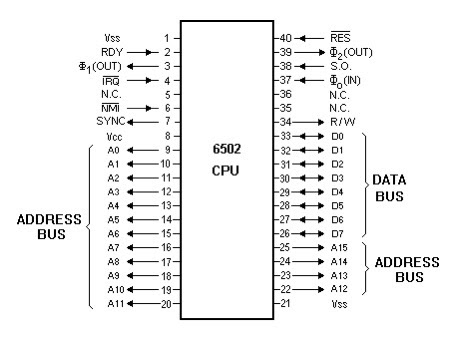 Vss 1 40 RES
RDY 2 39 Φ2(OUT)
Φ1(OUT) 3 38 S.O.
IRQ 4 37 Φ0(IN)
N.C. 5 36 N.C.
NMI 6 35 N.C.
SYNC 7 34 R/W
Vcc 8 33 D0
A0 9 6502 32 D1
A1 10 CPU 31 D2
A2 11 30 D3
A3 12 29 D4
A4 13 28 D5
A5 14 27 D6
A6 15 26 D7
A7 16 25 A15
A8 17 24 A14
A9 18 23 A13
A10 19 22 A12
A11 20 21 Vss
ADDRESS
BUS
DATA
BUS
ADDRESS
BUS